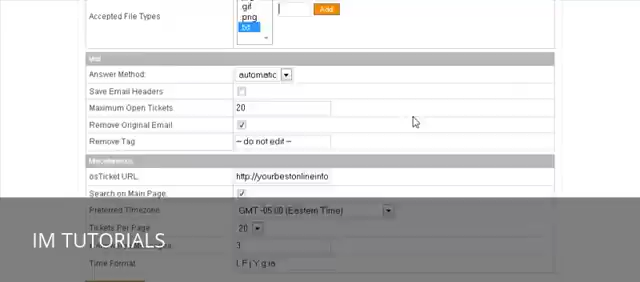 gif
Accepted File Types
png
Add
txt
Mail
Answer Method: automatic
Save Email Headers
Maximum Open Tickets 20
Remove Original Email
Remove Tag -- do not edit --
Miscellaneous
osTicket URL: http://yourbestonlineinfo
Search on Main Page
Preferred Timezone: GMT -05:00 (Eastern Time)
Tickets Per Page 20
IM TUTORIALS
3
Time Format: